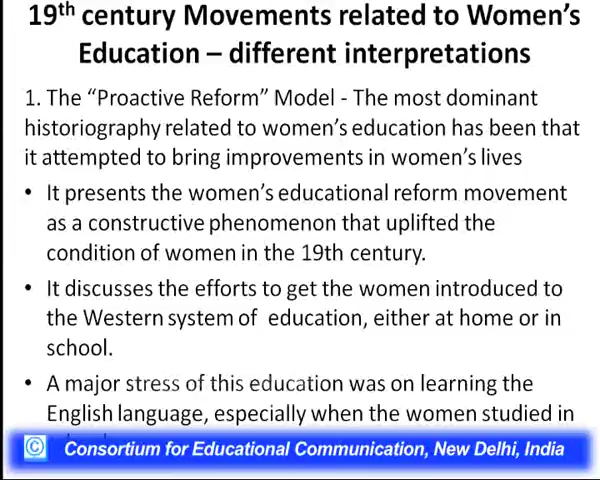 19th century Movements related to Women's
Education – different interpretations
1. The “Proactive Reform” Model - The most dominant
historiography related to women's education has been that
it attempted to bring improvements in women's lives
• It presents the women's educational reform movement
as a constructive phenomenon that uplifted the
condition of women in the 19th century.
• It discusses the efforts to get the women introduced to
the Western system of education, either at home or in
school.
• A major stress of this education was on learning the
English language, especially when the women studied in
© Consortium for Educational Communication, New Delhi, India